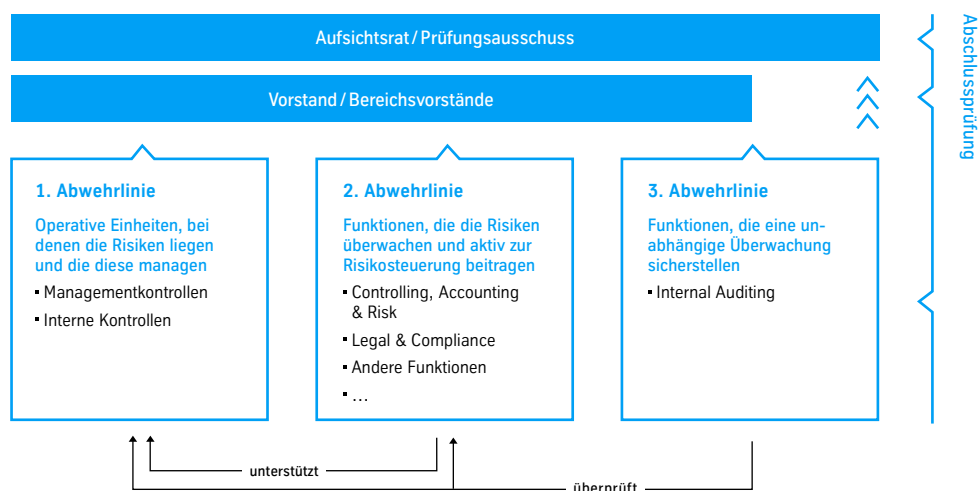 Aufsichtsrat / Prüfungsausschuss
Vorstand / Bereichsvorstände
Abschlussprüfung
1. Abwehrlinie
Operative Einheiten, bei
denen die Risiken liegen
und die diese managen
▪ Managementkontrollen
▪ Interne Kontrollen
2. Abwehrlinie
Funktionen, die die Risiken
überwachen und aktiv zur
Risikosteuerung beitragen
▪ Controlling, Accounting
& Risk
▪ Legal & Compliance
▪ Andere Funktionen
▪ …
3. Abwehrlinie
Funktionen, die eine un-
abhängige Überwachung
sicherstellen
▪ Internal Auditing
unterstützt
überprüft